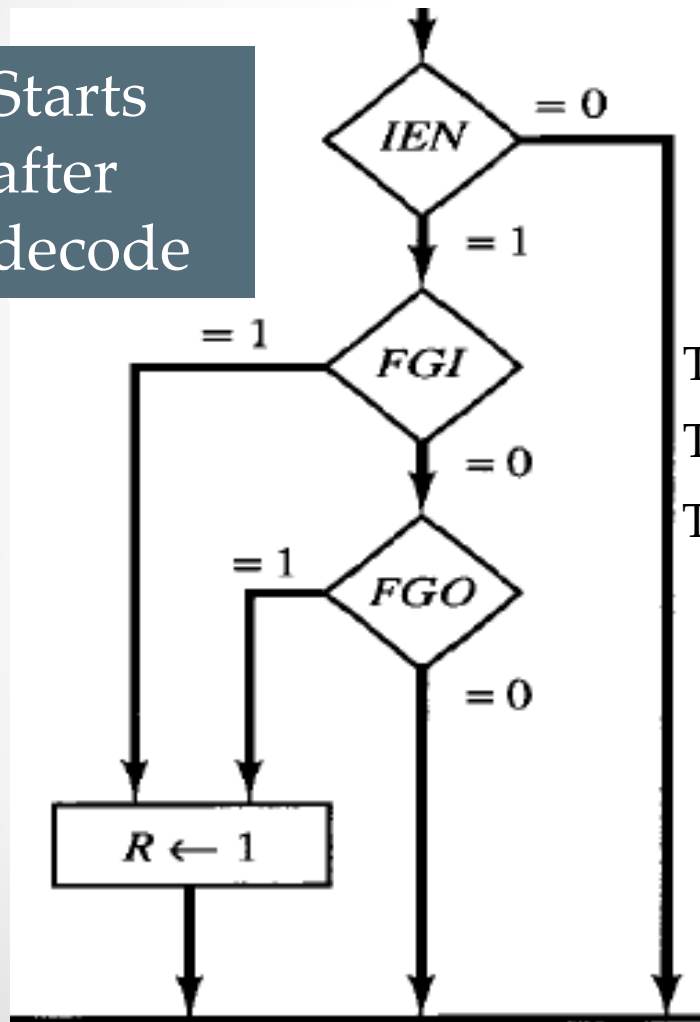 Starts
after
decode
IEN
= 0
= 1
FGI
= 1
= 0
FGO
= 1
= 0
R ← 1
T
T
T